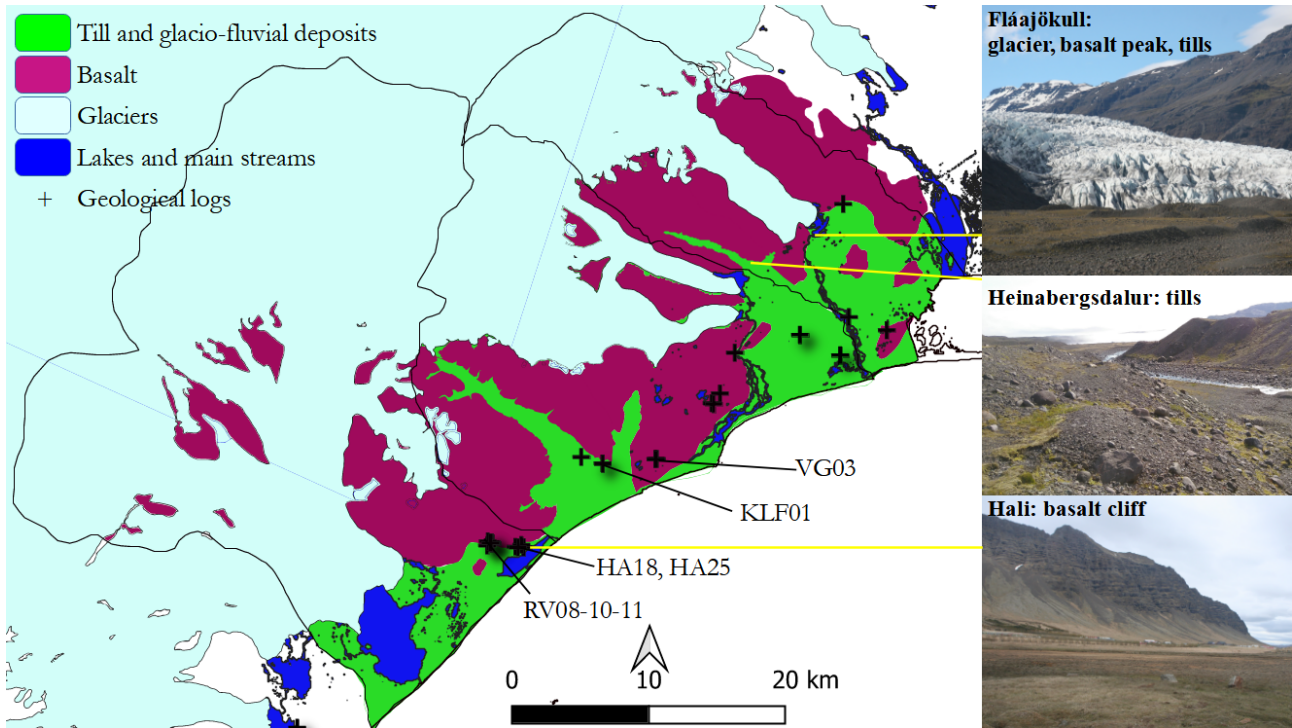 Till and glacio-fluvial deposits
Basalt
Glaciers
Lakes and main streams
+ Geological logs
VG03
KLF01
HA18, HA25
RV08-10-11
0 10 20 km
Fláajökull:
glacier, basalt peak, tills
Heinabergsdalur: tills
Hali: basalt cliff